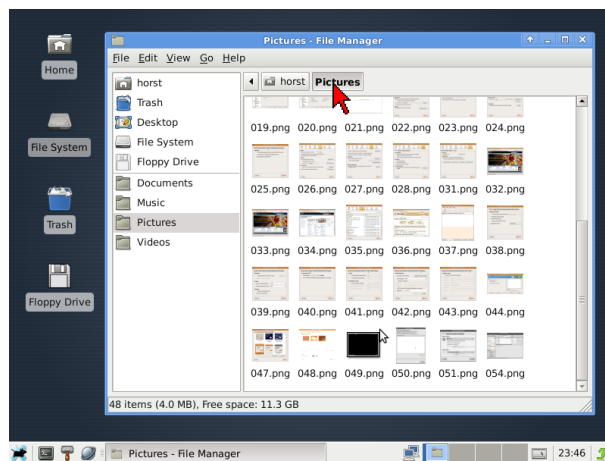 Home
File System
Trash
Floppy Drive
Pictures - File Manager
File Edit View Go Help
horst
Trash
Desktop
File System
Floppy Drive
Documents
Music
Pictures
Videos
horst Pictures
019.png 020.png 021.png 022.png 023.png 024.png
025.png 026.png 027.png 028.png 031.png 032.png
033.png 034.png 035.png 036.png 037.png 038.png
039.png 040.png 041.png 042.png 043.png 044.png
047.png 048.png 049.png 050.png 051.png 054.png
48 items (4.0 MB), Free space: 11.3 GB
Pictures - File Manager
23:46